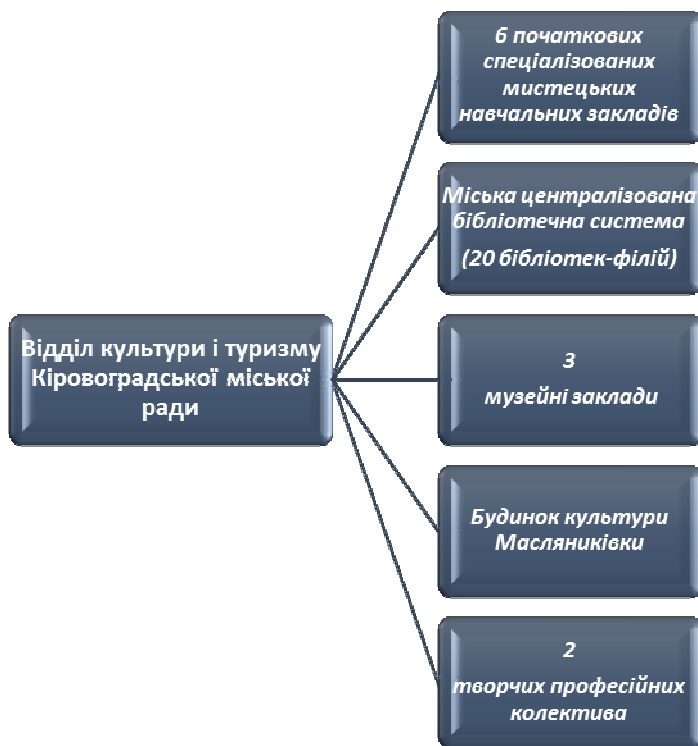 Відділ культури і туризму
Кіровоградської міської
ради
6 початкових
спеціалізованих
мистецьких
навчальних закладів
Міська централізована
бібліотечна система
(20 бібліотек-філій)
3
музейні заклади
Будинок культури
Масляниківки
2
творчих професійних
колектива